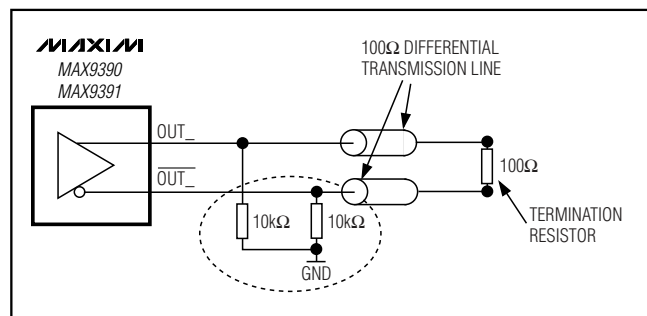 MAXIM
MAX9390
MAX9391
100Ω DIFFERENTIAL
TRANSMISSION LINE
OUT_
OUT_
100Ω
10kΩ
10kΩ
GND
TERMINATION
RESISTOR